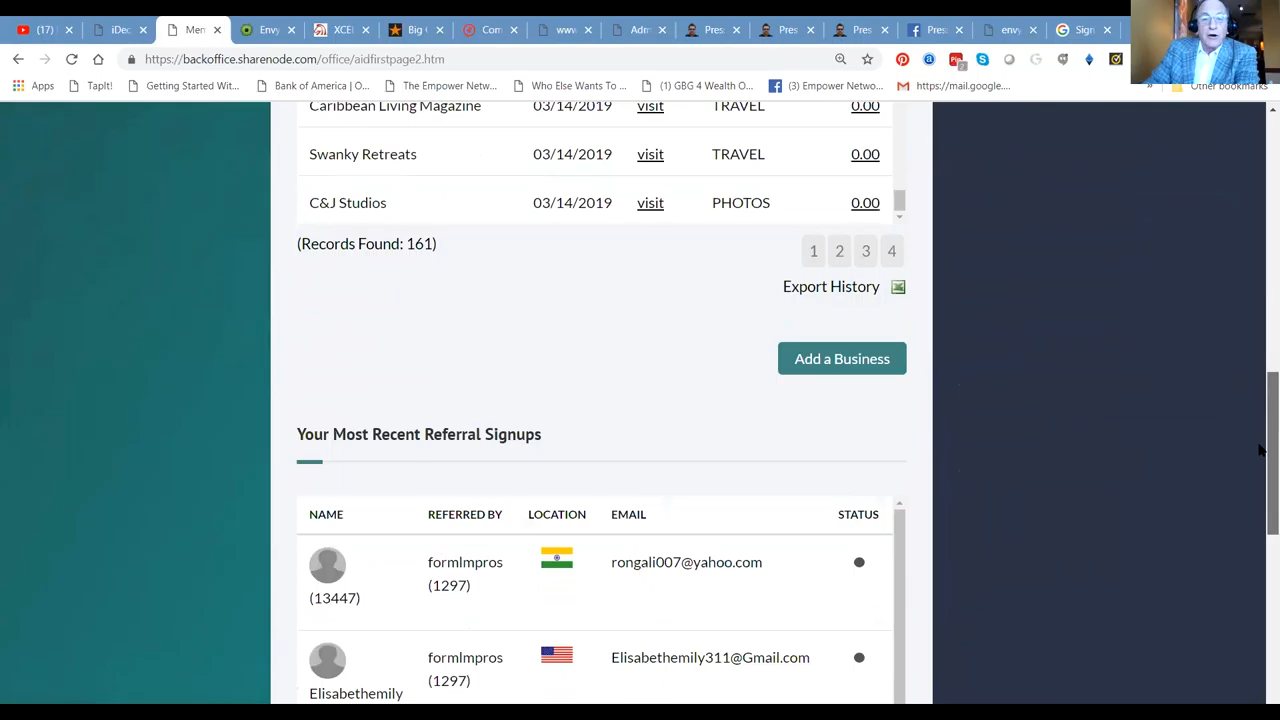 (17)
iDec
Men
Envy
XCEl
Big (
Com
www
Adm
Pres
Pres
Pres
Pres
envy
Sign
https://backoffice.sharenode.com/office/aidfirstpage2.htm
Apps
TapIt!
Getting Started Wit...
Bank of America | O...
The Empower Netw...
Who Else Wants To ...
(1) GBG 4 Wealth O...
(3) Empower Netwo...
https://mail.google....
»
Other bookmarks
Caribbean Living Magazine 03/14/2019 visit TRAVEL 0.00
Swanky Retreats 03/14/2019 visit TRAVEL 0.00
C&J Studios 03/14/2019 visit PHOTOS 0.00
(Records Found: 161) 1 2 3 4
Export History
Add a Business
Your Most Recent Referral Signups
NAME REFERRED BY LOCATION EMAIL STATUS
formlmpros rongali007@yahoo.com
(1297)
(13447)
formlmpros Elisabethemily311@Gmail.com
(1297)
Elisabethemily